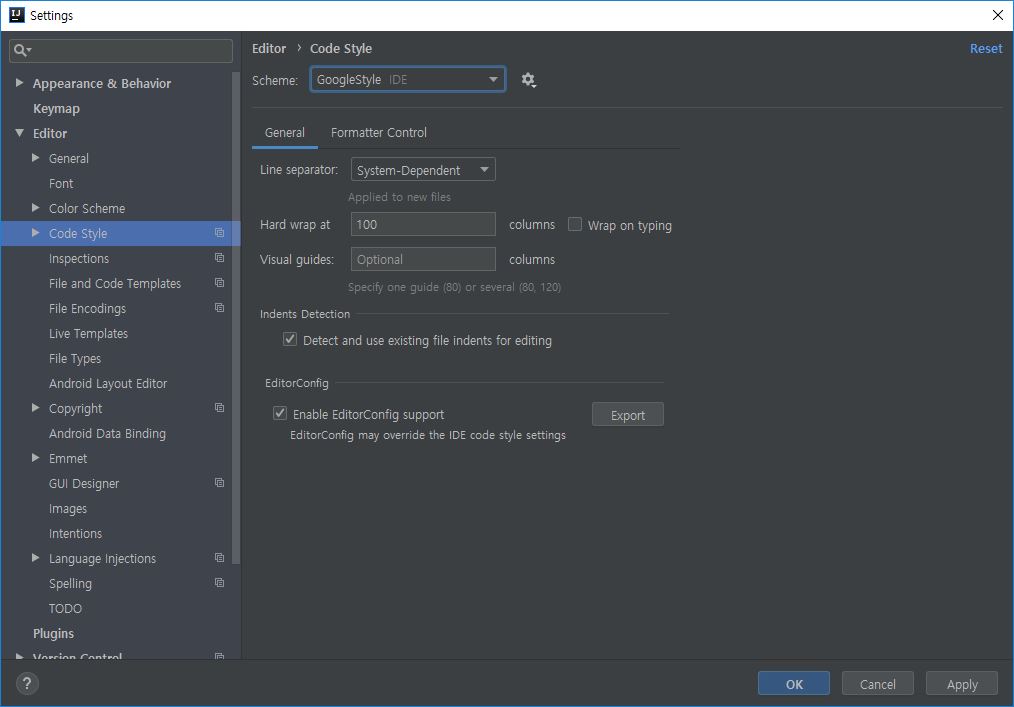 Settings
Appearance & Behavior
Keymap
Editor
General
Font
Color Scheme
Code Style
Inspections
File and Code Templates
File Encodings
Live Templates
File Types
Android Layout Editor
Copyright
Android Data Binding
Emmet
GUI Designer
Images
Intentions
Language Injections
Spelling
TODO
Plugins
Version Control
Editor › Code Style
Reset
Scheme: GoogleStyle IDE
General Formatter Control
Line separator: System-Dependent
Applied to new files
Hard wrap at 100 columns Wrap on typing
Visual guides: Optional columns
Specify one guide (80) or several (80, 120)
Indents Detection
Detect and use existing file indents for editing
EditorConfig
Enable EditorConfig support Export
EditorConfig may override the IDE code style settings
? OK Cancel Apply